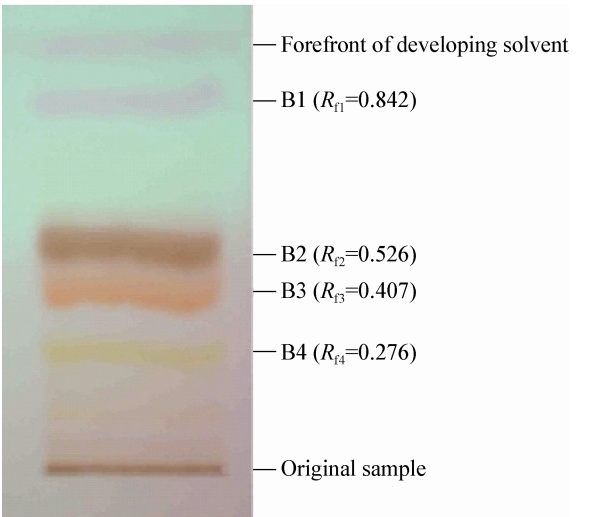 Forefront of developing solvent
B1 (Rf1=0.842)
B2 (Rf2=0.526)
B3 (Rf3=0.407)
B4 (Rf4=0.276)
Original sample